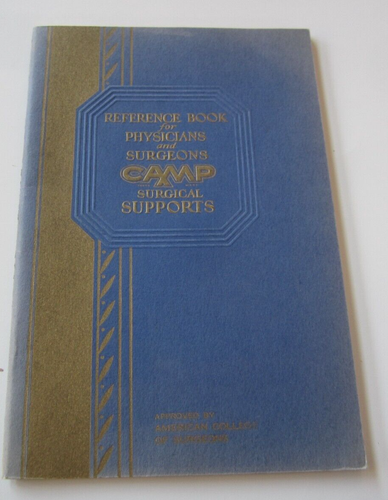 REFERENCE BOOK
for
PHYSICIANS
and
SURGEONS
CAMP
SURGICAL
SUPPORTS
APPROVED BY
AMERICAN COLLEGE
OF SURGEONS